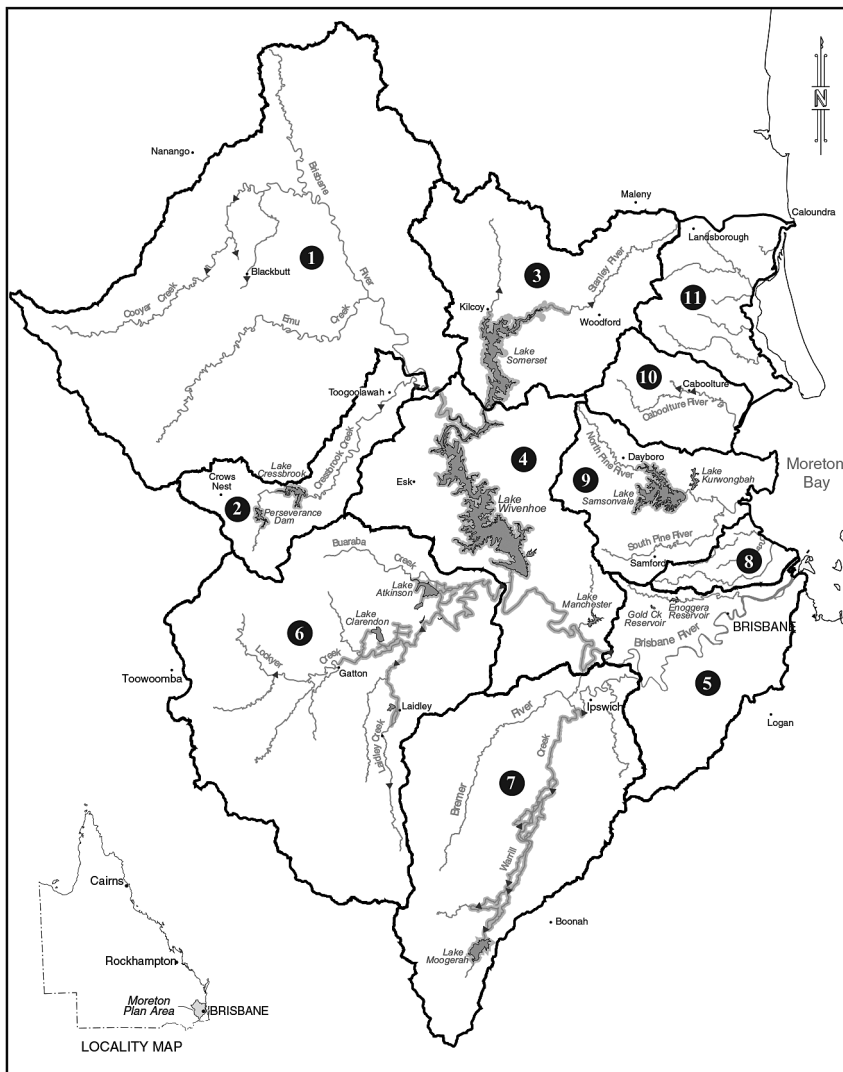 N
Nanango
Maleny
Caloundra
Brisbane
River
Landsborough
Stanley River
1
Blackbutt
3
11
Cooyar Creek
Emu
Creek
Kilcoy
Woodford
Lake
Somerset
10
Caboolture
Caboolture River
Toogoolawah
Cressbrook Creek
North Pine River
Dayboro
4
9
Moreton
Bay
Lake
Cressbrook
Crows
Nest
2
Perseverance
Dam
Esk
Lake
Wivenhoe
Lake
Kurwongbah
Lake
Samsonvale
South Pine River
Samford
8
Buaraba
Creek
Lake
Atkinson
Lake
Manchester
Gold Ck
Reservoir
Enoggera
Reservoir
BRISBANE
Brisbane River
6
Lake
Clarendon
Lockyer
Creek
Gatton
Toowoomba
5
Laidley
Laidley Creek
River
Ipswich
Logan
Creek
7
Bremer
Warrill
Boonah
Lake
Moogerah
Cairns
Rockhampton
Moreton
Plan Area
BRISBANE
LOCALITY MAP